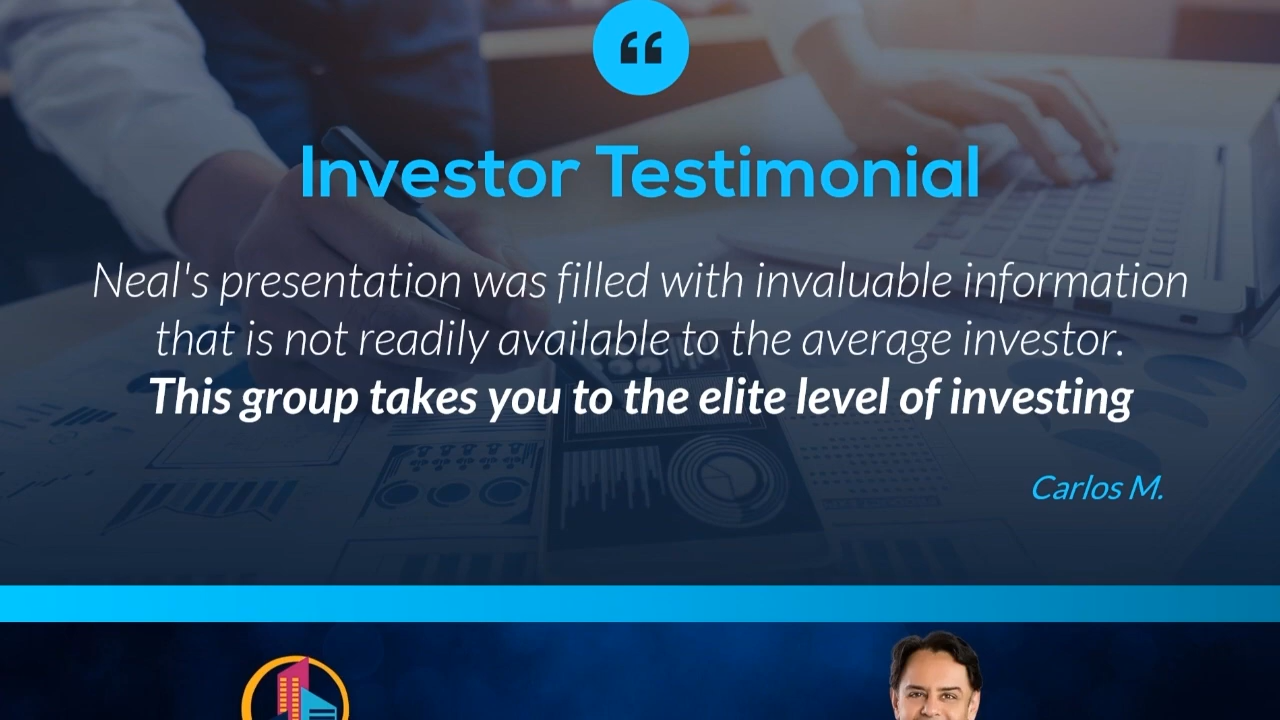 “
Investor Testimonial
Neal's presentation was filled with invaluable information
that is not readily available to the average investor.
This group takes you to the elite level of investing
Carlos M.